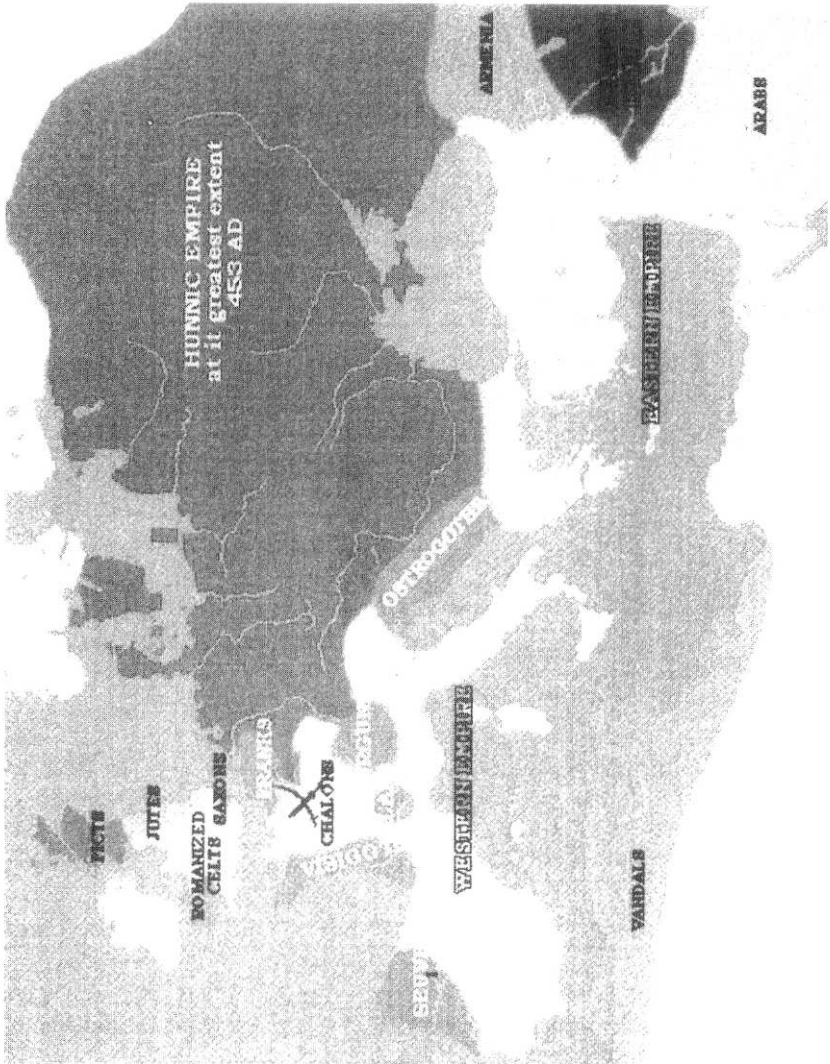 HUNNIC EMPIRE
at it greatest extent
453 AD
PICTS
JUTES
ROMANIZED
CELTS
SAXONS
FRANKS
CHALONS
OSTROGOTEN
WESTERN EMPIRE
EASTERN EMPIRE
VANDALS
ARMENIA
ARABS